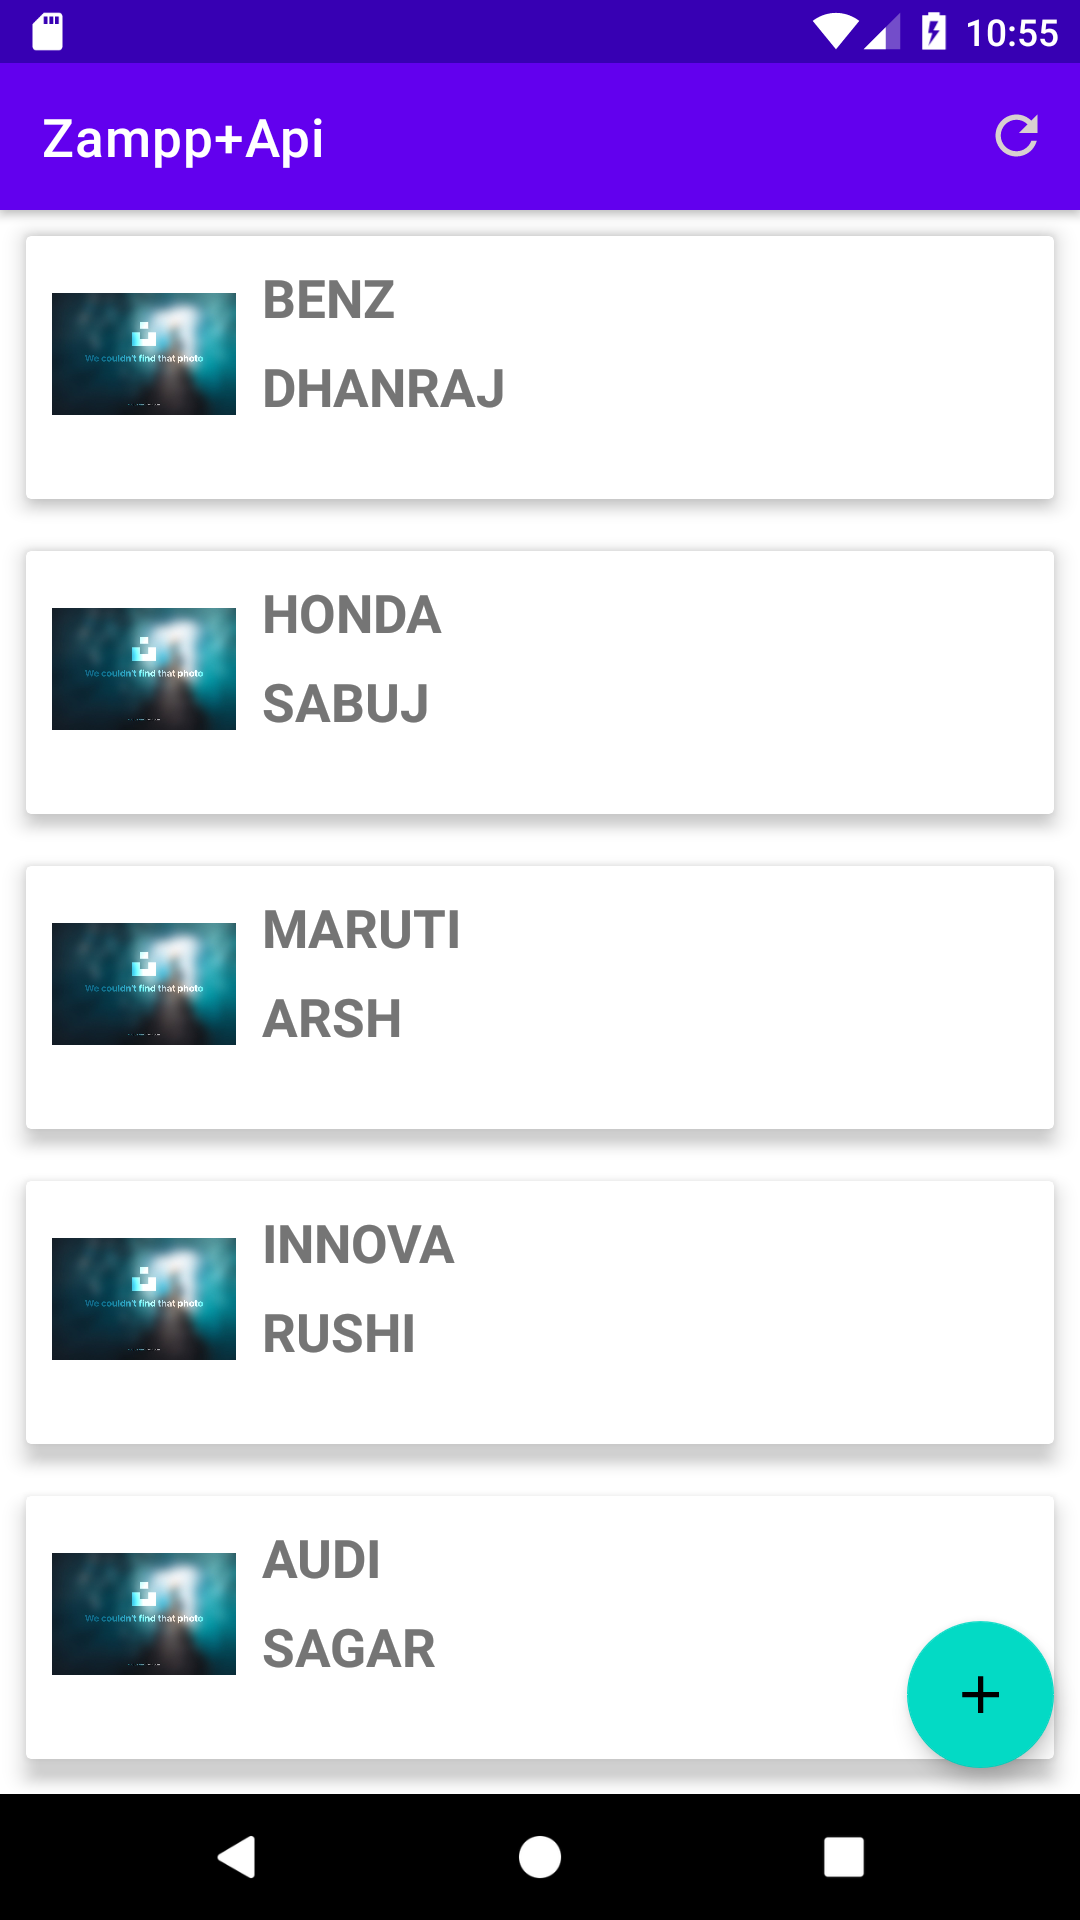 10:55
Zampp+Api
BENZ
We couldn't find that photo
DHANRAJ
HONDA
We couldn't find that photo
SABUJ
MARUTI
We couldn't find that photo
ARSH
INNOVA
We couldn't find that photo
RUSHI
AUDI
We couldn't find that photo
SAGAR
+